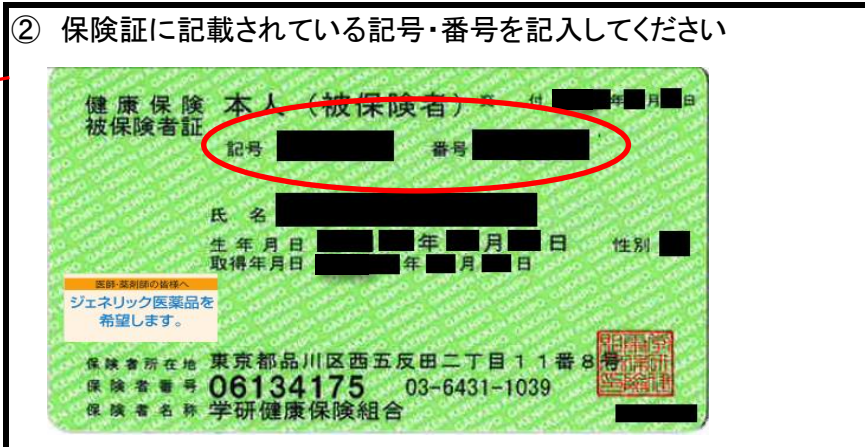 ② 保険証に記載されている記号・番号を記入してください
健康保険 本人（被保険者） 交 付 年 月 日
被保険者証
記号 番号
氏 名
生年月日 年 月 日 性別
取得年月日 年 月 日
医師・薬剤師の皆様へ
ジェネリック医薬品を
希望します。
保険者所在地 東京都品川区西五反田二丁目１１番８号
保険者番号 06134175 03-6431-1039
保険者名称 学研健康保険組合